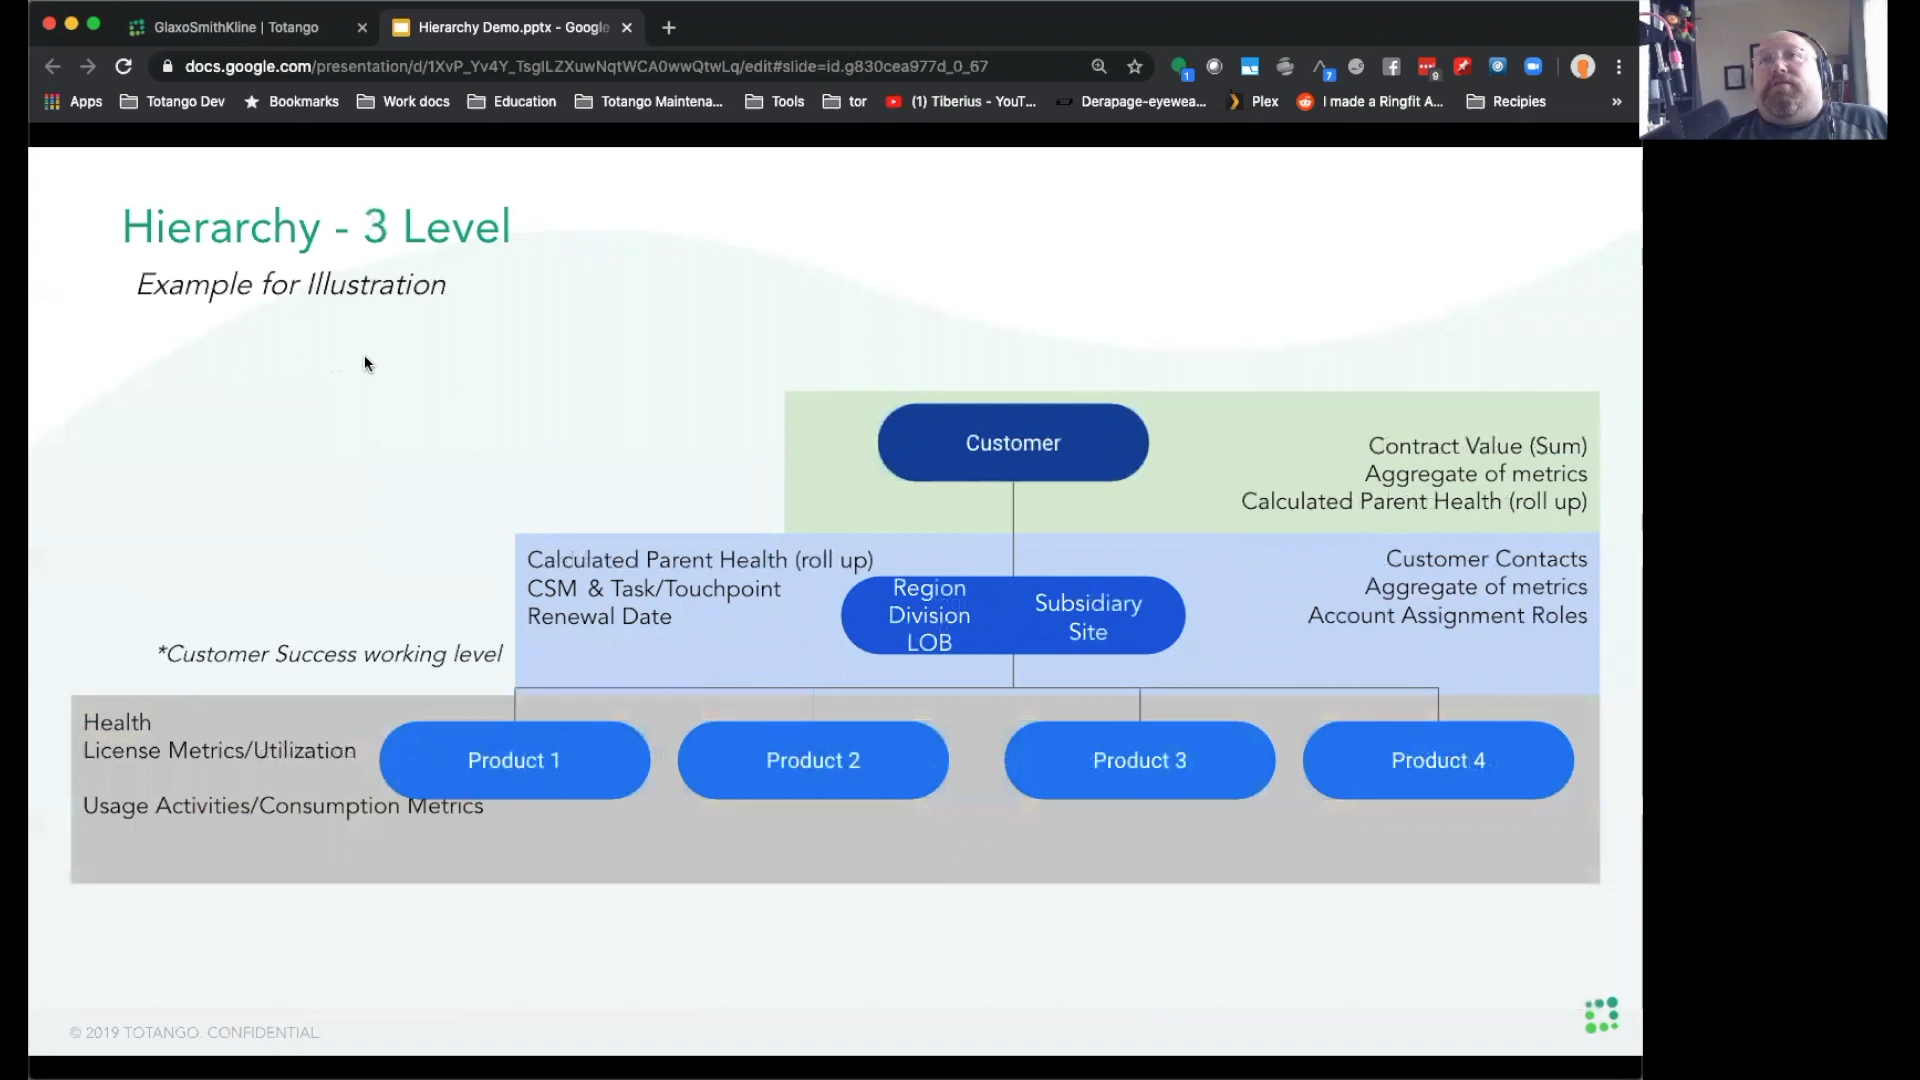 GlaxoSmithKline | Totango
Hierarchy Demo.pptx - Google
docs.google.com/presentation/d/1XvP_Yv4Y_TsglLZXuwNqtWCA0wwQtwLq/edit#slide=id.g830cea977d_0_67
1
7
9
Apps
Totango Dev
Bookmarks
Work docs
Education
Totango Maintena...
Tools
tor
(1) Tiberius - YouT...
Derapage-eyewea...
Plex
I made a Ringfit A...
Recipies
»
Hierarchy - 3 Level
Example for Illustration
Customer
Contract Value (Sum)
Aggregate of metrics
Calculated Parent Health (roll up)
Calculated Parent Health (roll up)
CSM & Task/Touchpoint
Renewal Date
Region
Division
LOB
Subsidiary
Site
Customer Contacts
Aggregate of metrics
Account Assignment Roles
*Customer Success working level
Health
License Metrics/Utilization
Usage Activities/Consumption Metrics
Product 1
Product 2
Product 3
Product 4
© 2019 TOTANGO. CONFIDENTIAL.